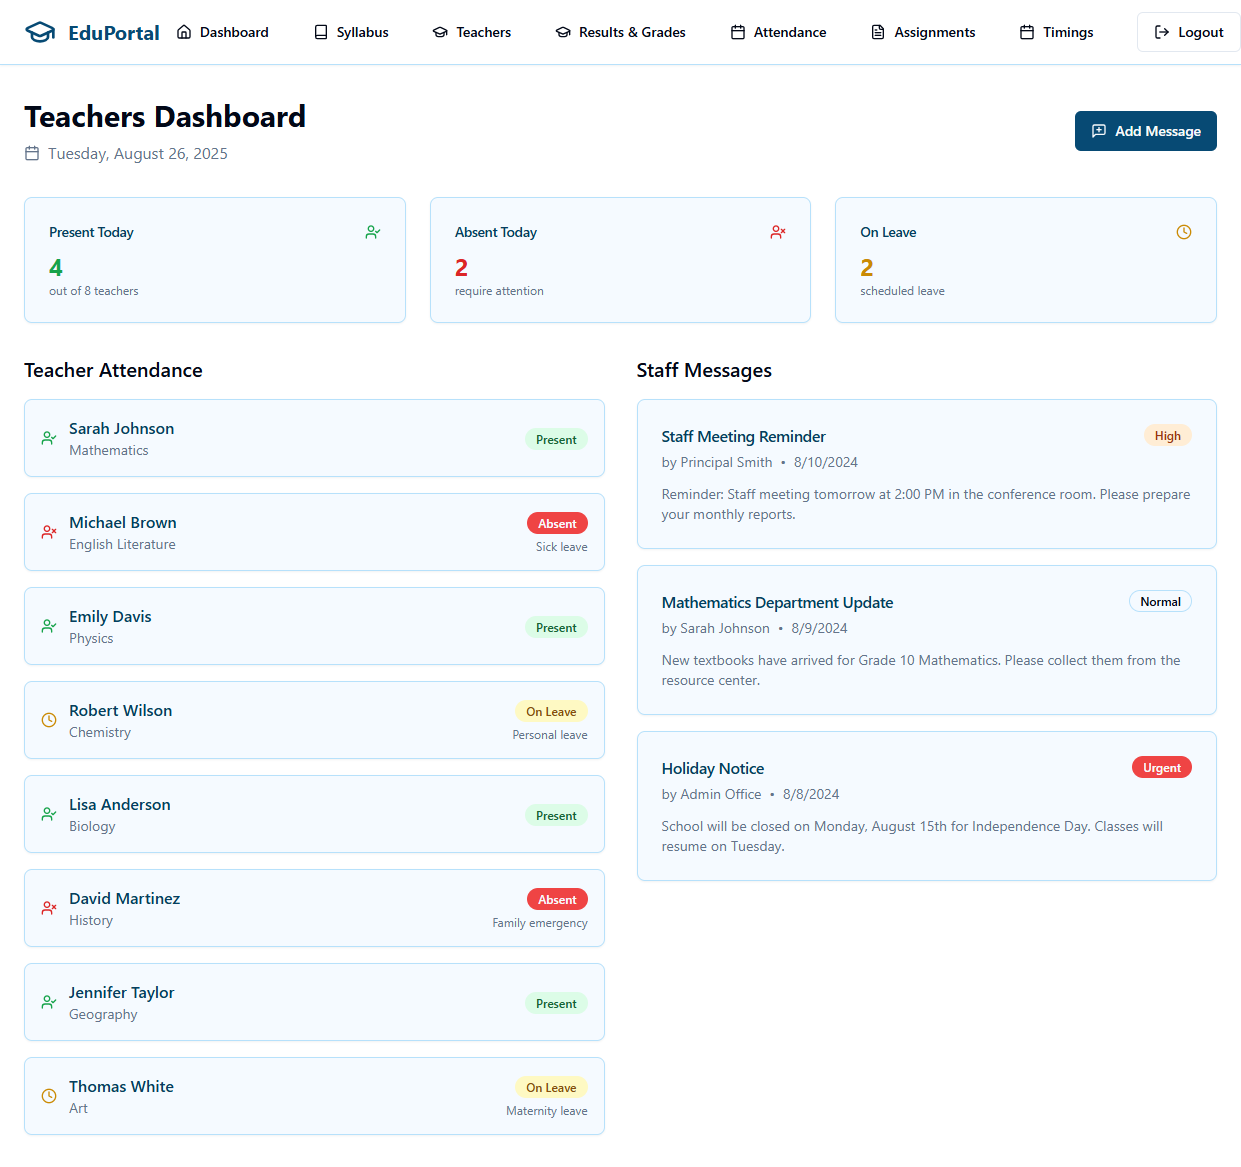 EduPortal
Dashboard
Syllabus
Teachers
Results & Grades
Attendance
Assignments
Timings
Logout
Teachers Dashboard
Tuesday, August 26, 2025
Add Message
Present Today
4
out of 8 teachers
Absent Today
2
require attention
On Leave
2
scheduled leave
Teacher Attendance
Sarah Johnson
Mathematics
Present
Michael Brown
English Literature
Absent
Sick leave
Emily Davis
Physics
Present
Robert Wilson
Chemistry
On Leave
Personal leave
Lisa Anderson
Biology
Present
David Martinez
History
Absent
Family emergency
Jennifer Taylor
Geography
Present
Thomas White
Art
On Leave
Maternity leave
Staff Messages
Staff Meeting Reminder
High
by Principal Smith • 8/10/2024
Reminder: Staff meeting tomorrow at 2:00 PM in the conference room. Please prepare
your monthly reports.
Mathematics Department Update
Normal
by Sarah Johnson • 8/9/2024
New textbooks have arrived for Grade 10 Mathematics. Please collect them from the
resource center.
Holiday Notice
Urgent
by Admin Office • 8/8/2024
School will be closed on Monday, August 15th for Independence Day. Classes will
resume on Tuesday.